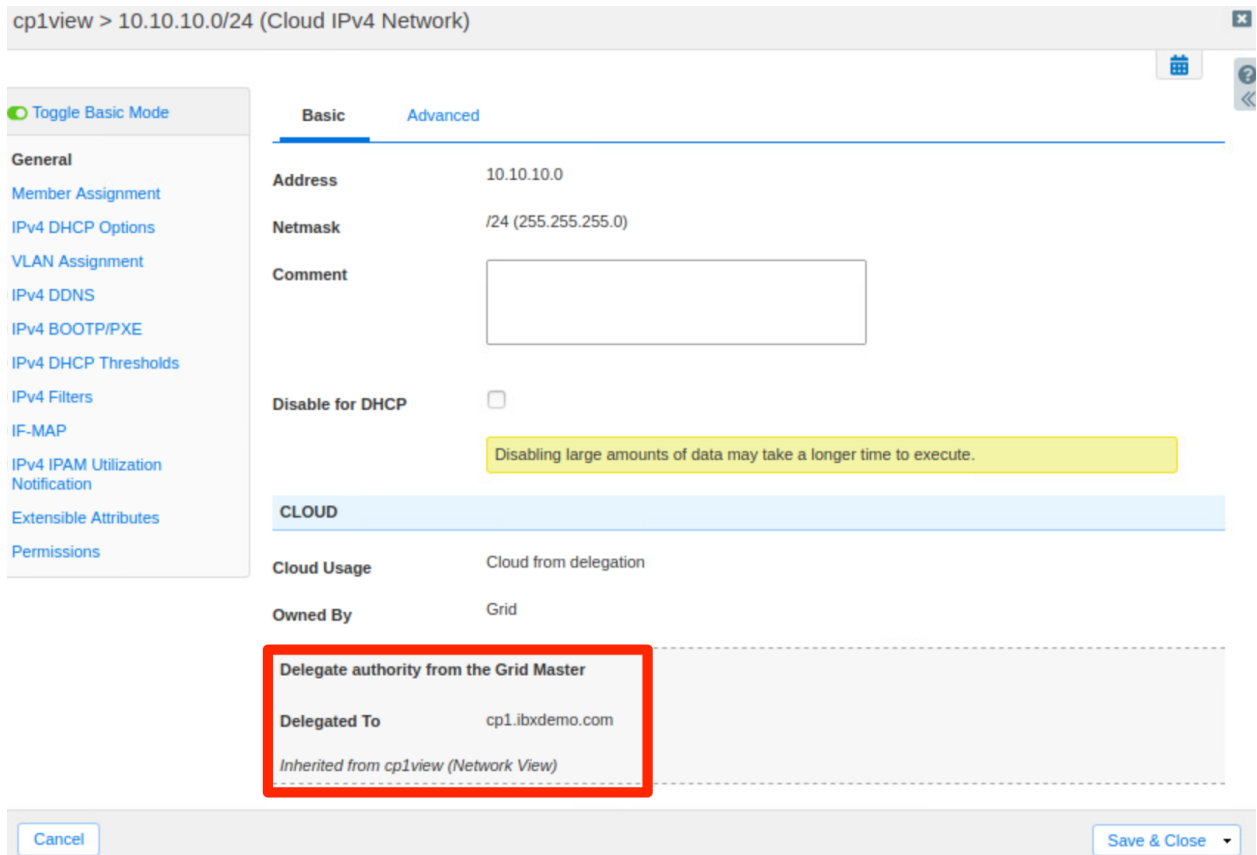 cp1view > 10.10.10.0/24 (Cloud IPv4 Network)
Toggle Basic Mode
General
Member Assignment
IPv4 DHCP Options
VLAN Assignment
IPv4 DDNS
IPv4 BOOTP/PXE
IPv4 DHCP Thresholds
IPv4 Filters
IF-MAP
IPv4 IPAM Utilization
Notification
Extensible Attributes
Permissions
Basic Advanced
Address 10.10.10.0
Netmask /24 (255.255.255.0)
Comment
Disable for DHCP
Disabling large amounts of data may take a longer time to execute.
CLOUD
Cloud Usage Cloud from delegation
Owned By Grid
Delegate authority from the Grid Master
Delegated To cp1.ibxdemo.com
Inherited from cp1view (Network View)
Cancel Save & Close